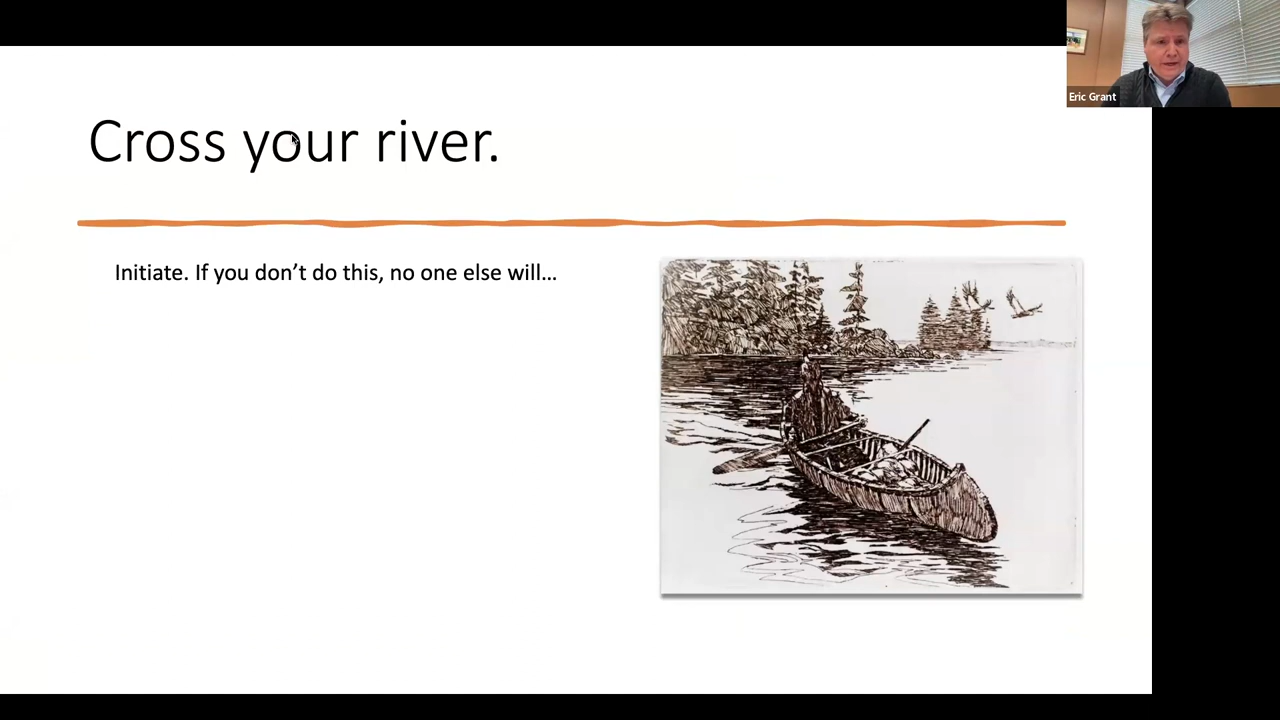 Eric Grant
Cross your river.
Initiate. If you don’t do this, no one else will…